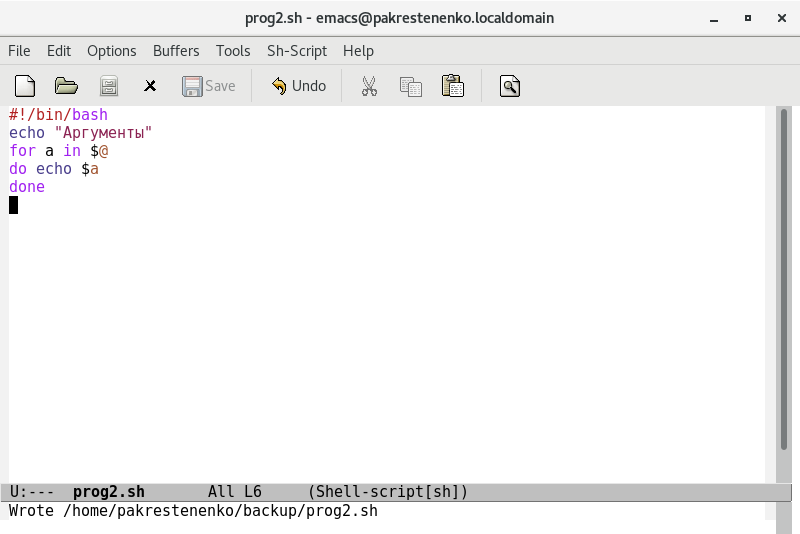 prog2.sh - emacs@pakrestenenko.localdomain
File Edit Options Buffers Tools Sh-Script Help
Save Undo
#!/bin/bash
echo "Аргументы"
for a in $@
do echo $a
done
U:--- prog2.sh All L6 (Shell-script[sh])
Wrote /home/pakrestenenko/backup/prog2.sh